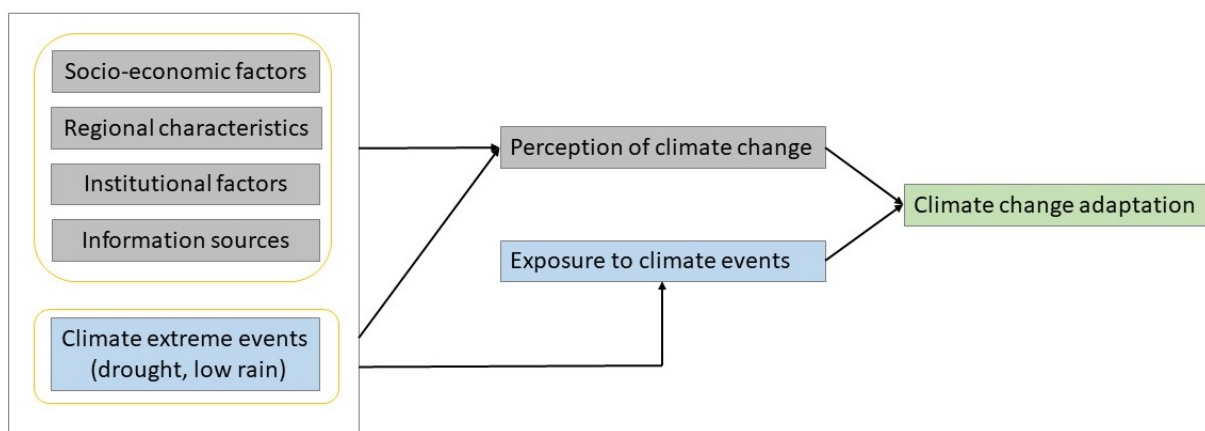 Socio-economic factors
Regional characteristics
Institutional factors
Information sources
Climate extreme events
(drought, low rain)
Perception of climate change
Exposure to climate events
Climate change adaptation